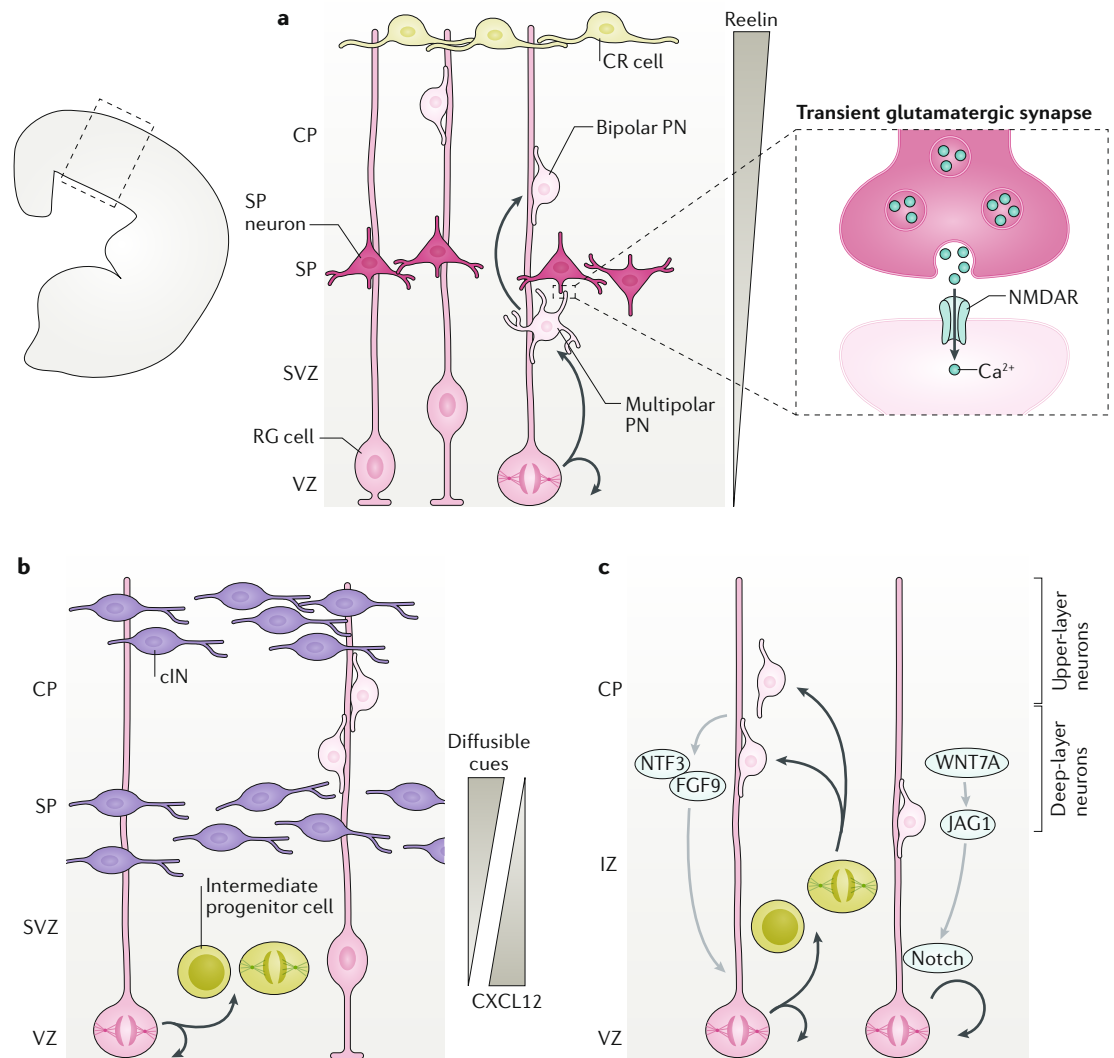 a
Reelin
CR cell
CP
Bipolar PN
SP
neuron
SP
SVZ
Multipolar
PN
RG cell
VZ
Transient glutamatergic synapse
NMDAR
Ca²⁺
b
cIN
CP
SP
Intermediate
progenitor cell
SVZ
VZ
Diffusible
cues
CXCL12
c
CP
NTF3
FGF9
WNT7A
JAG1
IZ
Notch
VZ
Upper-layer
neurons
Deep-layer
neurons